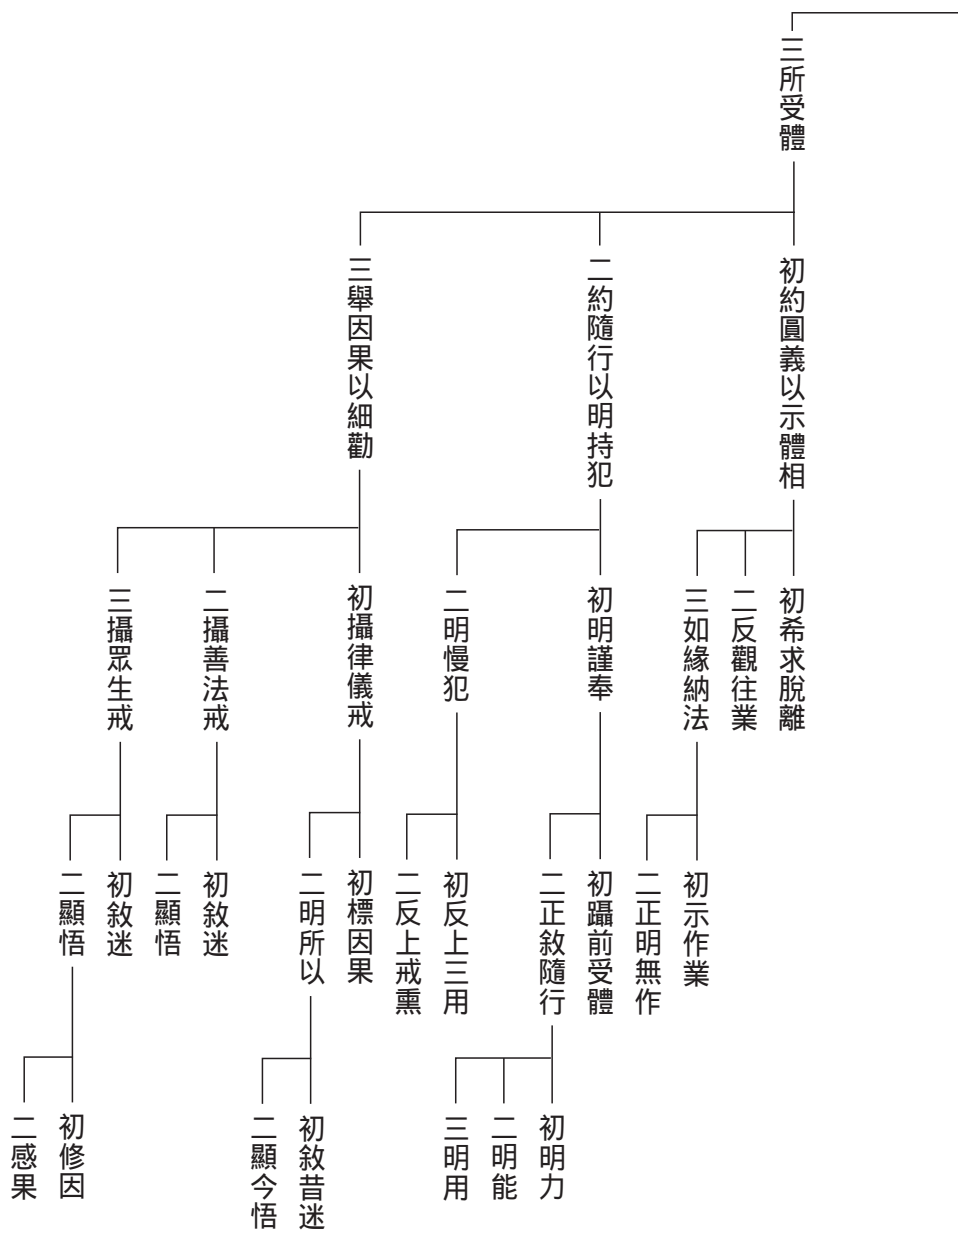 三所受體
初約圓義以示體相
二約隨行以明持犯
三舉因果以細勸
初希求脫離
二反觀往業
三如緣納法
初明謹奉
二明慢犯
初攝律儀戒
二攝善法戒
三攝眾生戒
初示作業
二正明無作
初躡前受體
二正敘隨行
初反上三用
二反上戒熏
初標因果
二明所以
初敘迷
二顯悟
初敘迷
二顯悟
初明力
二明能
三明用
初敘昔迷
二顯今悟
初修因
二感果